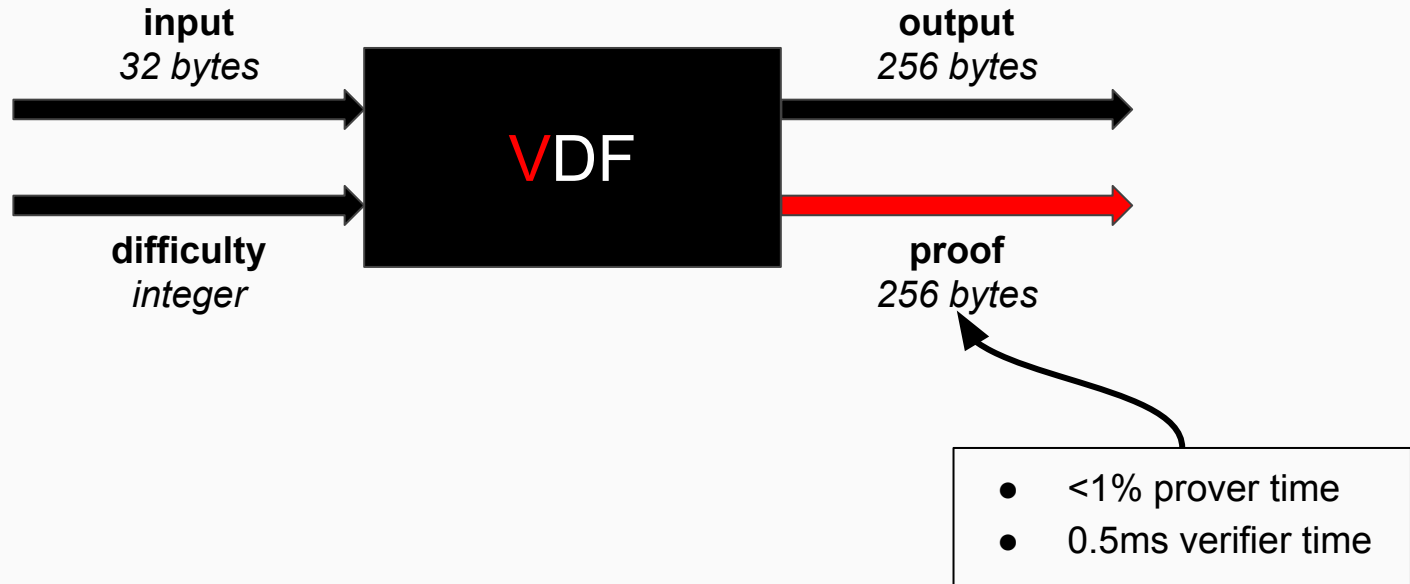 input
32 bytes
output
256 bytes
VDF
difficulty
integer
proof
256 bytes
● <1% prover time
● 0.5ms verifier time